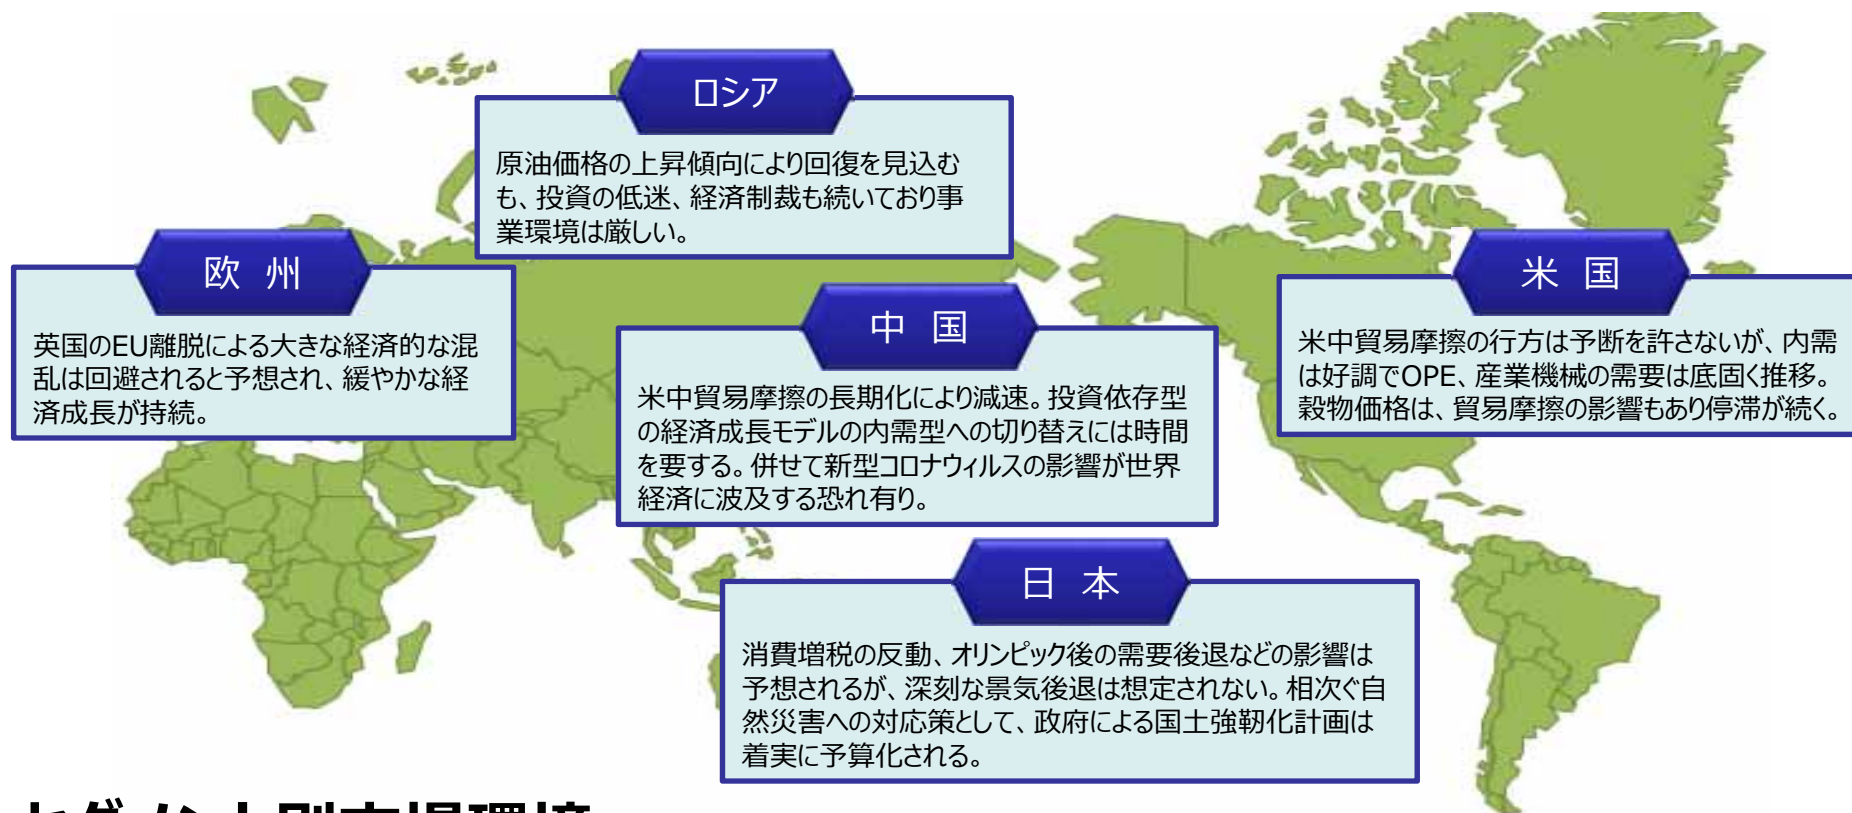 ロシア
原油価格の上昇傾向により回復を見込む
も、投資の低迷、経済制裁も続いており事
業環境は厳しい。
欧 州
英国のEU離脱による大きな経済的な混
乱は回避されると予想され、緩やかな経
済成長が持続。
中 国
米中貿易摩擦の長期化により減速。投資依存型
の経済成長モデルの内需型への切り替えには時間
を要する。併せて新型コロナウィルスの影響が世界
経済に波及する恐れ有り。
米 国
米中貿易摩擦の行方は予断を許さないが、内需
は好調でOPE、産業機械の需要は底固く推移。
穀物価格は、貿易摩擦の影響もあり停滞が続く。
日 本
消費増税の反動、オリンピック後の需要後退などの影響は
予想されるが、深刻な景気後退は想定されない。相次ぐ自
然災害への対応策として、政府による国土強靭化計画は
着実に予算化される。
セグメント別市場環境